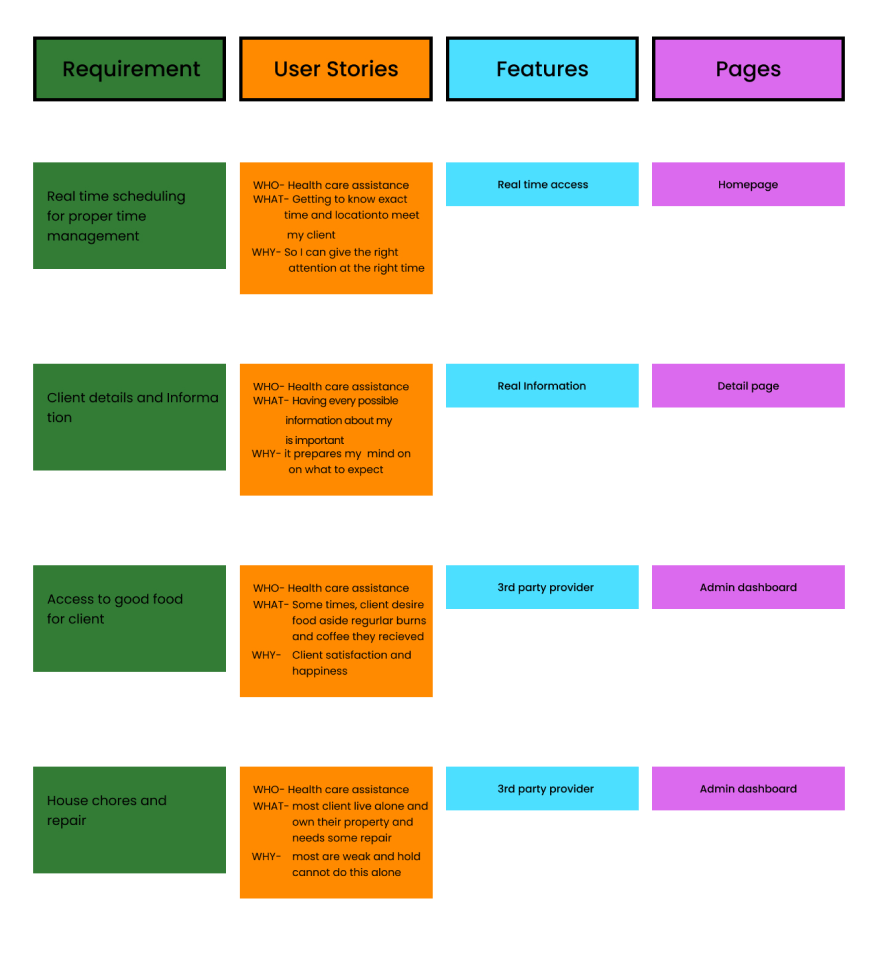 Requirement
User Stories
Features
Pages
Real time scheduling
for proper time
management
WHO- Health care assistance
WHAT- Getting to know exact
time and locationto meet
my client
WHY- So I can give the right
attention at the right time
Real time access
Homepage
Client details and Informa
tion
WHO- Health care assistance
WHAT- Having every possible
information about my
is important
WHY- it prepares my mind on
on what to expect
Real Information
Detail page
Access to good food
for client
WHO- Health care assistance
WHAT- Some times, client desire
food aside regurlar burns
and coffee they recieved
WHY- Client satisfaction and
happiness
3rd party provider
Admin dashboard
House chores and
repair
WHO- Health care assistance
WHAT- most client live alone and
own their property and
needs some repair
WHY- most are weak and hold
cannot do this alone
3rd party provider
Admin dashboard